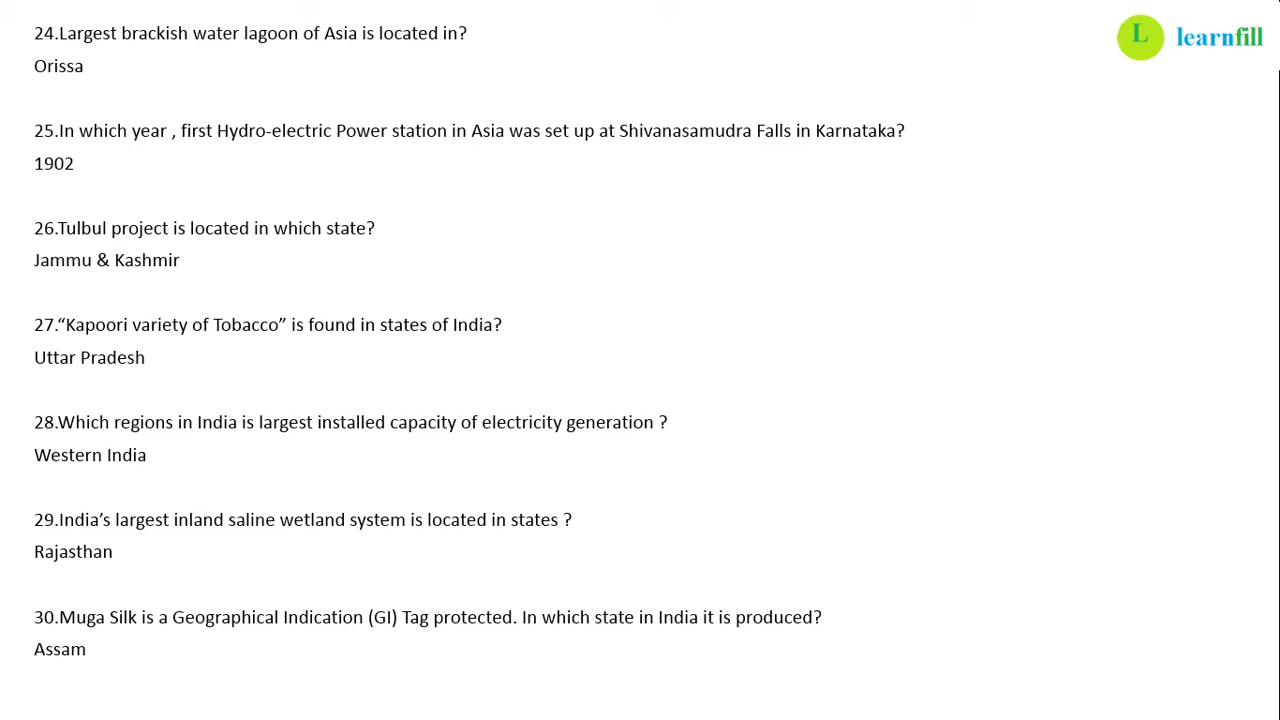 24.Largest brackish water lagoon of Asia is located in?
L learnfill
Orissa
25.In which year , first Hydro-electric Power station in Asia was set up at Shivanasamudra Falls in Karnataka?
1902
26.Tulbul project is located in which state?
Jammu & Kashmir
27.“Kapoori variety of Tobacco” is found in states of India?
Uttar Pradesh
28.Which regions in India is largest installed capacity of electricity generation ?
Western India
29.India’s largest inland saline wetland system is located in states ?
Rajasthan
30.Muga Silk is a Geographical Indication (GI) Tag protected. In which state in India it is produced?
Assam